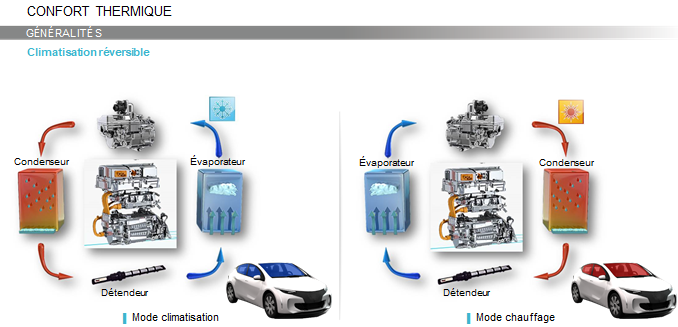 CONFORT THERMIQUE
GÉNÉRALITÉS
Climatisation réversible
Condenseur
Évaporateur
Détendeur
Mode climatisation
Évaporateur
Condenseur
Détendeur
Mode chauffage